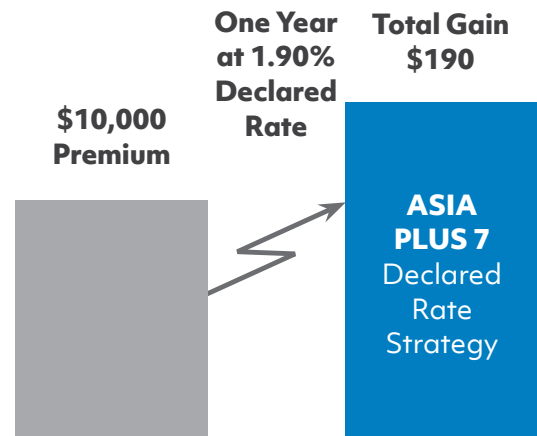 $10,000
Premium
One Year
at 1.90%
Declared
Rate
Total Gain
$190
ASIA
PLUS 7
Declared
Rate
Strategy